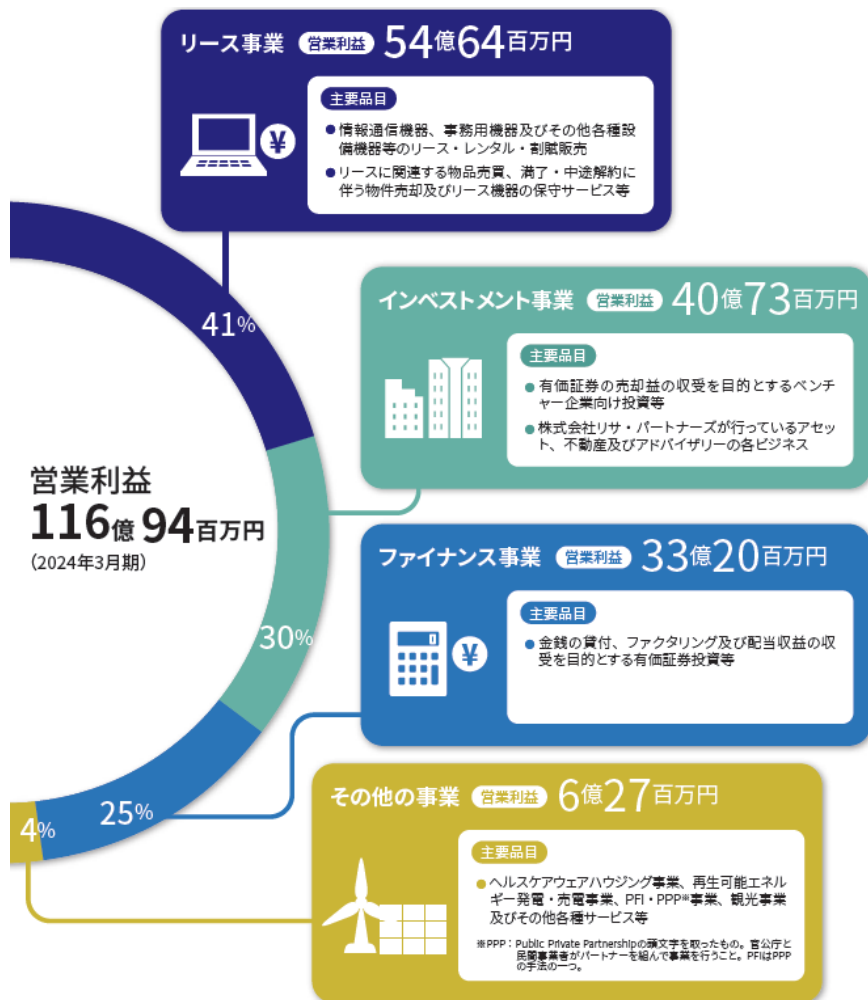 リース事業 営業利益 54億64百万円
主要品目
●情報通信機器、事務用機器及びその他各種設
備機器等のリース・レンタル・割賦販売
●リースに関連する物品売買、満了・中途解約に
伴う物件売却及びリース機器の保守サービス等
¥
41%
インベストメント事業 営業利益 40億73百万円
主要品目
●有価証券の売却益の収受を目的とするベンチ
ャー企業向け投資等
●株式会社リサ・パートナーズが行っているアセッ
ト、不動産及びアドバイザリーの各ビジネス
営業利益
116億94百万円
（2024年3月期）
30%
ファイナンス事業 営業利益 33億20百万円
主要品目
●金銭の貸付、ファクタリング及び配当収益の収
受を目的とする有価証券投資等
0
¥
25%
4%
その他の事業 営業利益 6億27百万円
主要品目
●ヘルスケアウェアハウジング事業、再生可能エネル
ギー発電・売電事業、PFI・PPP※事業、観光事業
及びその他各種サービス等
※PPP：Public Private Partnershipの頭文字を取ったもの。官公庁と
民間事業者がパートナーを組んで事業を行うこと。PFIはPPP
の手法の一つ。